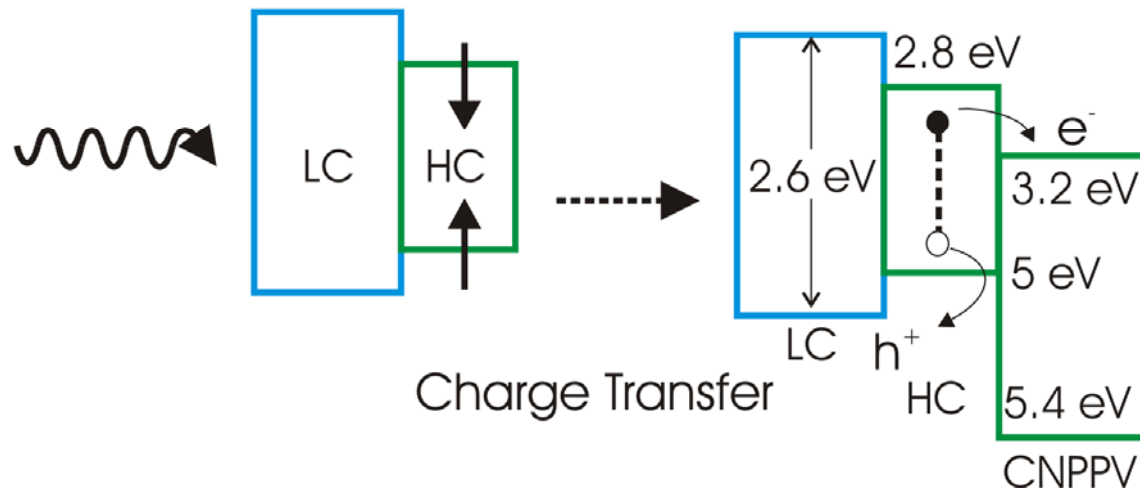 LC
HC
2.8 eV
e⁻
2.6 eV
3.2 eV
5 eV
LC
h⁺
HC
Charge Transfer
5.4 eV
CNPPV